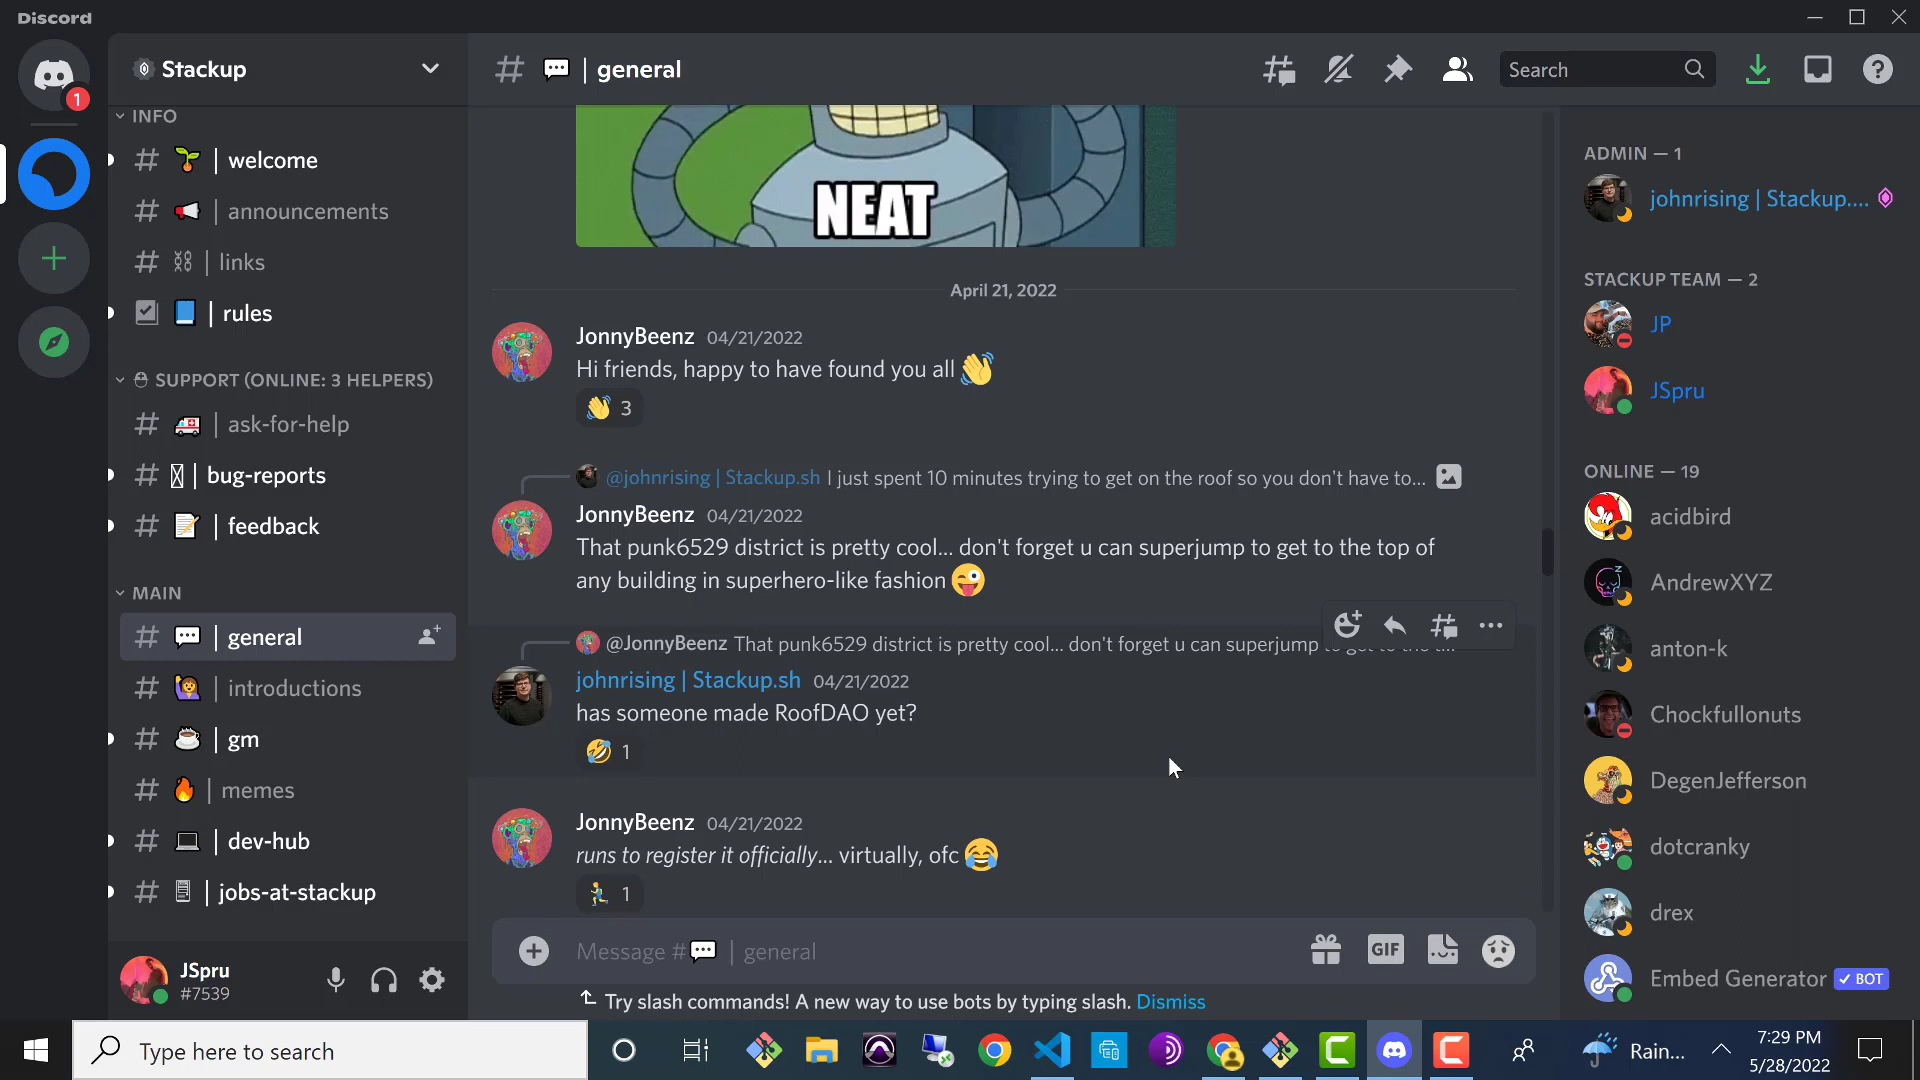 Discord
1
Stackup
INFO
# | welcome
# | announcements
# | links
| rules
SUPPORT (ONLINE: 3 HELPERS)
# | ask-for-help
# | bug-reports
# | feedback
MAIN
# 💬 | general
# | introductions
# | gm
# | memes
# | dev-hub
# | jobs-at-stackup
JSpru
#7539
# 💬 | general
Search
NEAT
April 21, 2022
JonnyBeenz 04/21/2022
Hi friends, happy to have found you all 👋
👋 3
@johnrising | Stackup.sh I just spent 10 minutes trying to get on the roof so you don't have to...
JonnyBeenz 04/21/2022
That punk6529 district is pretty cool... don't forget u can superjump to get to the top of
any building in superhero-like fashion 😜
@JonnyBeenz That punk6529 district is pretty cool... don't forget u can superjump to get to the t...
johnrising | Stackup.sh 04/21/2022
has someone made RoofDAO yet?
🤣 1
JonnyBeenz 04/21/2022
runs to register it officially... virtually, ofc 😂
🏃 1
Message # 💬 | general
GIF
Try slash commands! A new way to use bots by typing slash. Dismiss
ADMIN — 1
johnrising | Stackup....
STACKUP TEAM — 2
JP
JSpru
ONLINE — 19
acidbird
AndrewXYZ
anton-k
Chockfullonuts
DegenJefferson
dotcranky
drex
Embed Generator ✓ BOT
Type here to search
Rain...
7:29 PM
5/28/2022